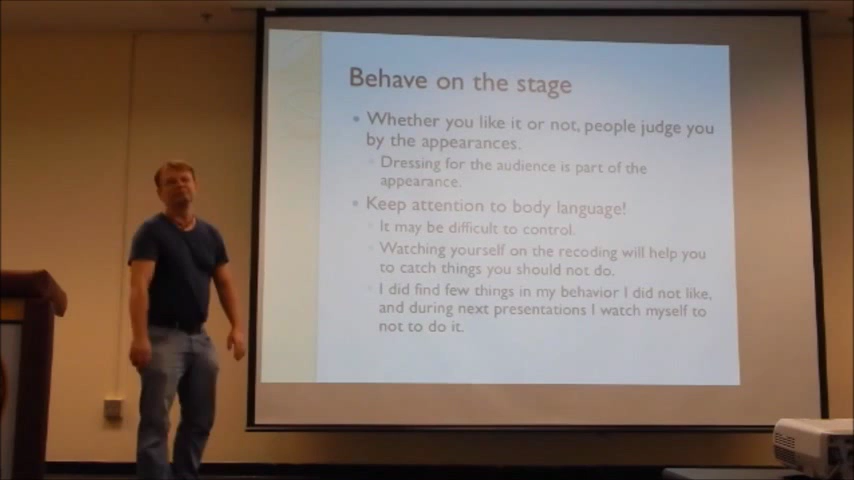 Behave on the stage
• Whether you like it or not, people judge you
by the appearances.
◦ Dressing for the audience is part of the
appearance.
• Keep attention to body language!
◦ It may be difficult to control.
◦ Watching yourself on the recoding will help you
to catch things you should not do.
◦ I did find few things in my behavior I did not like,
and during next presentations I watch myself to
not to do it.